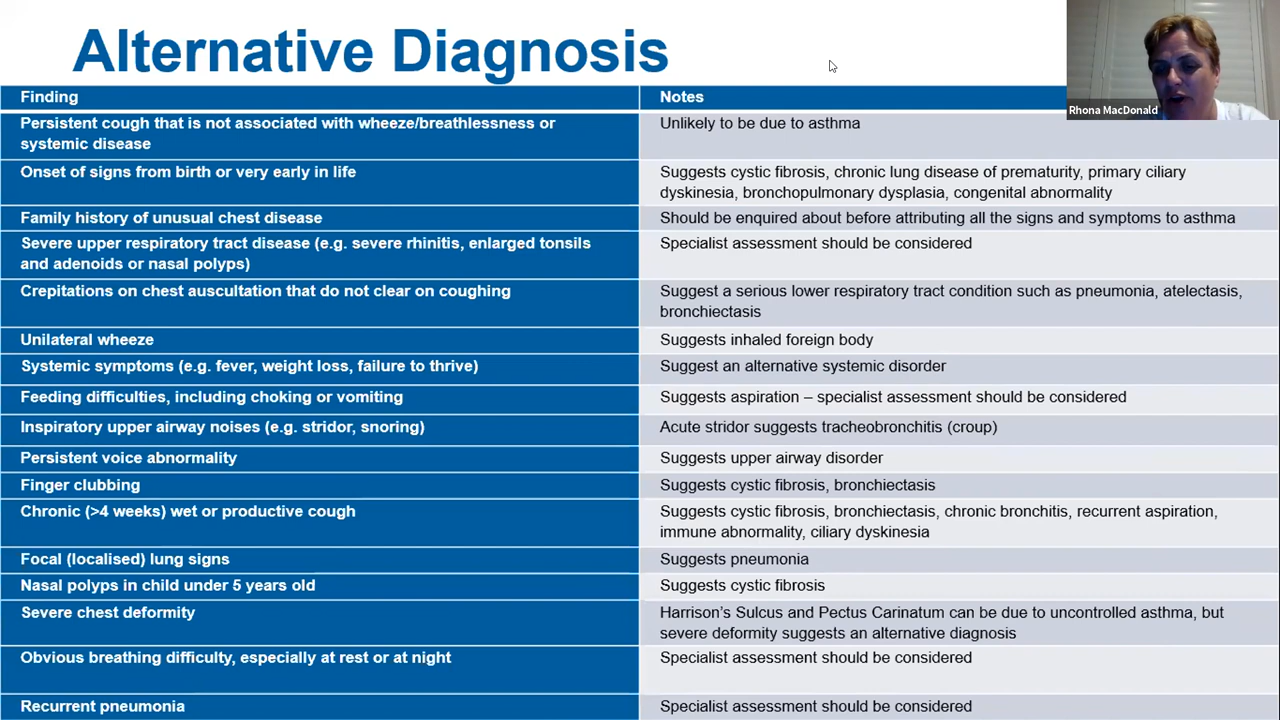 Alternative Diagnosis
Rhona MacDonald
Finding
Notes
Persistent cough that is not associated with wheeze/breathlessness or
systemic disease
Unlikely to be due to asthma
Onset of signs from birth or very early in life
Suggests cystic fibrosis, chronic lung disease of prematurity, primary ciliary
dyskinesia, bronchopulmonary dysplasia, congenital abnormality
Family history of unusual chest disease
Should be enquired about before attributing all the signs and symptoms to asthma
Severe upper respiratory tract disease (e.g. severe rhinitis, enlarged tonsils
and adenoids or nasal polyps)
Specialist assessment should be considered
Crepitations on chest auscultation that do not clear on coughing
Suggest a serious lower respiratory tract condition such as pneumonia, atelectasis,
bronchiectasis
Unilateral wheeze
Suggests inhaled foreign body
Systemic symptoms (e.g. fever, weight loss, failure to thrive)
Suggest an alternative systemic disorder
Feeding difficulties, including choking or vomiting
Suggests aspiration – specialist assessment should be considered
Inspiratory upper airway noises (e.g. stridor, snoring)
Acute stridor suggests tracheobronchitis (croup)
Persistent voice abnormality
Suggests upper airway disorder
Finger clubbing
Suggests cystic fibrosis, bronchiectasis
Chronic (>4 weeks) wet or productive cough
Suggests cystic fibrosis, bronchiectasis, chronic bronchitis, recurrent aspiration,
immune abnormality, ciliary dyskinesia
Focal (localised) lung signs
Suggests pneumonia
Nasal polyps in child under 5 years old
Suggests cystic fibrosis
Severe chest deformity
Harrison's Sulcus and Pectus Carinatum can be due to uncontrolled asthma, but
severe deformity suggests an alternative diagnosis
Obvious breathing difficulty, especially at rest or at night
Specialist assessment should be considered
Recurrent pneumonia
Specialist assessment should be considered